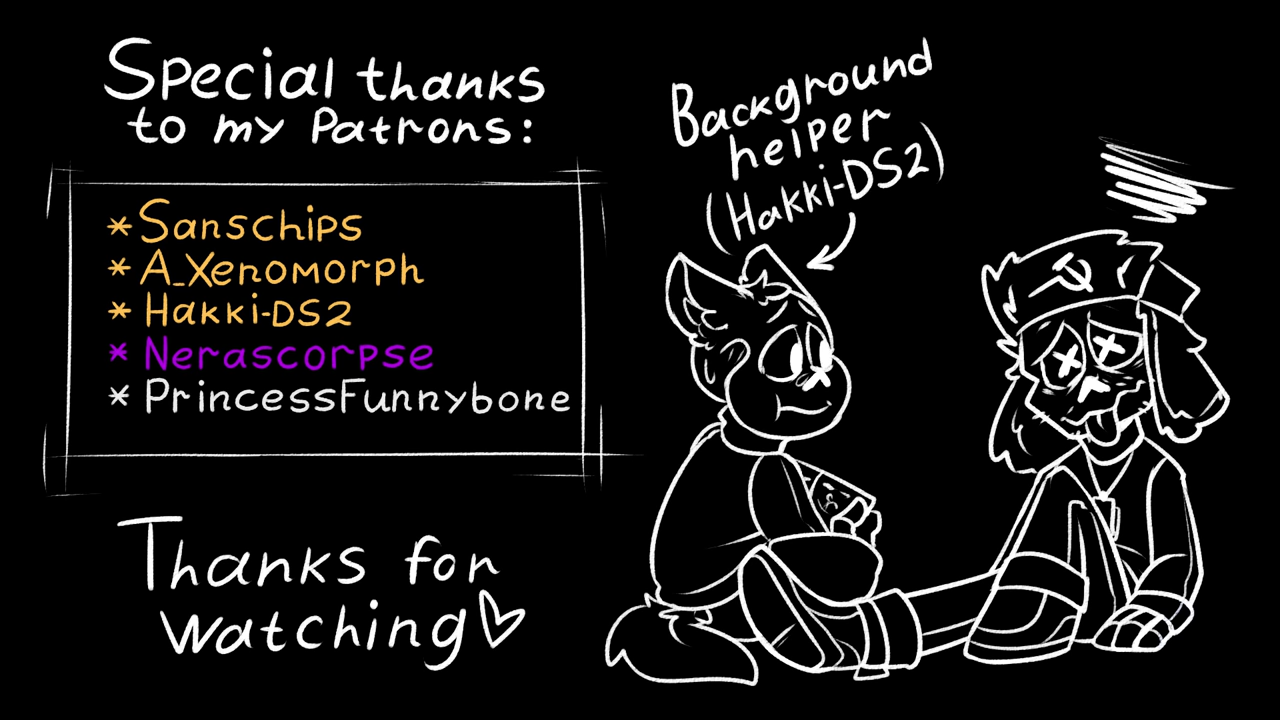 Special thanks
to my Patrons:
* Sanschips
* A_Xenomorph
* Hakki-DS2
* Nerascorpse
* PrincessFunnybone
Thanks for
watching♡
Background
helper
(Hakki-DS2)